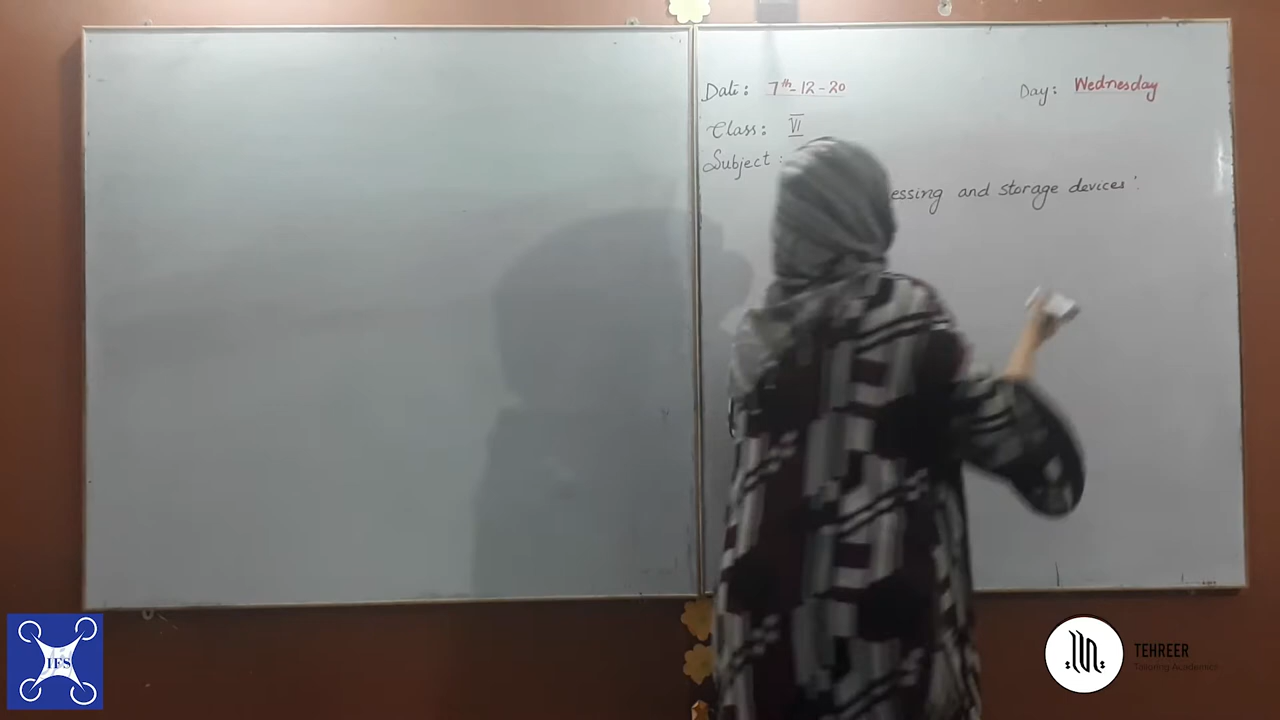 Date: 7th-12-20 Day: Wednesday
Class: VI
Subject :
essing and storage devices'.
IFS
TEHREER
Tailoring Academics